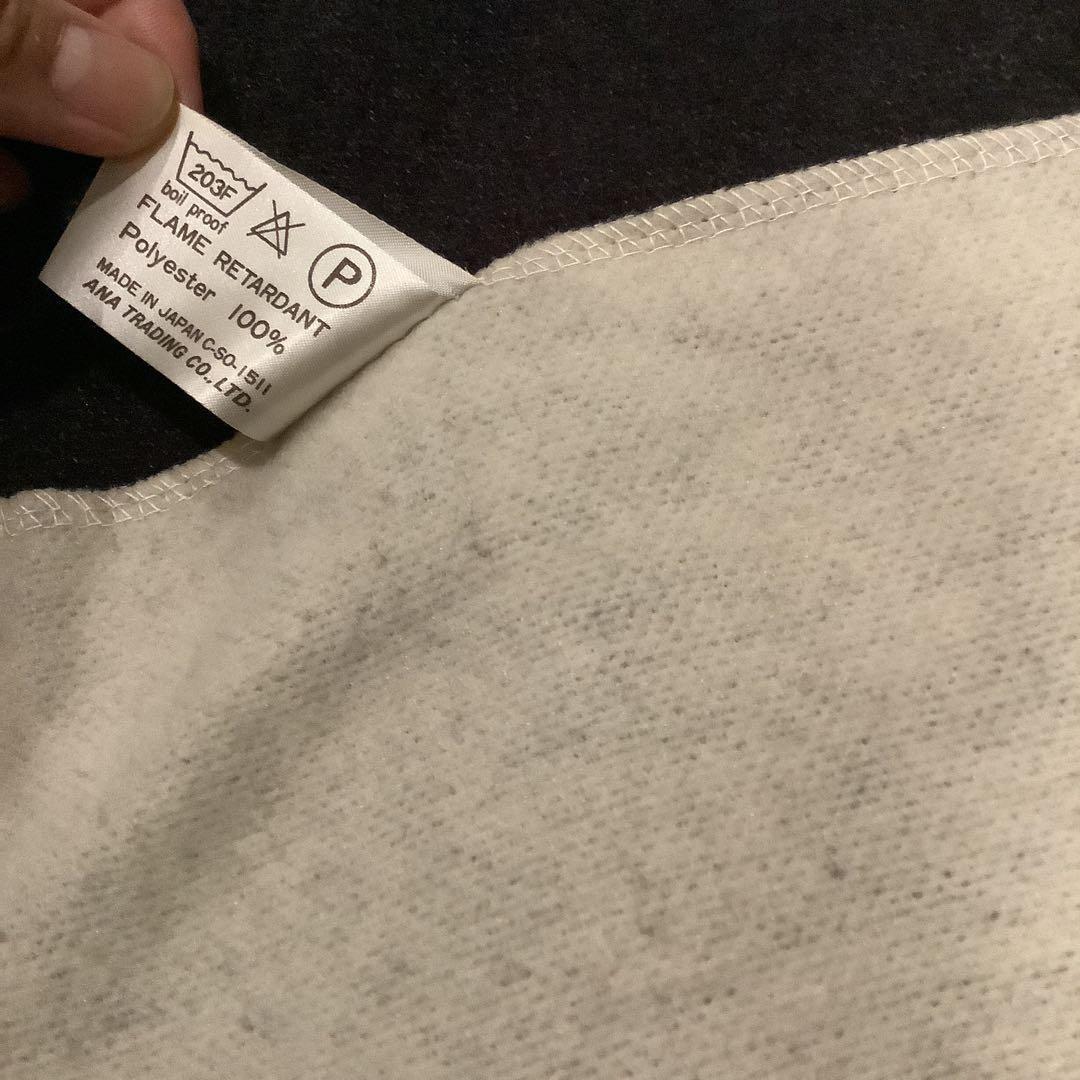 203F
boil proof
P
FLAME RETARDANT
Polyester 100%
MADE IN JAPAN C-SO-1511
ANA TRADING CO.,LTD.